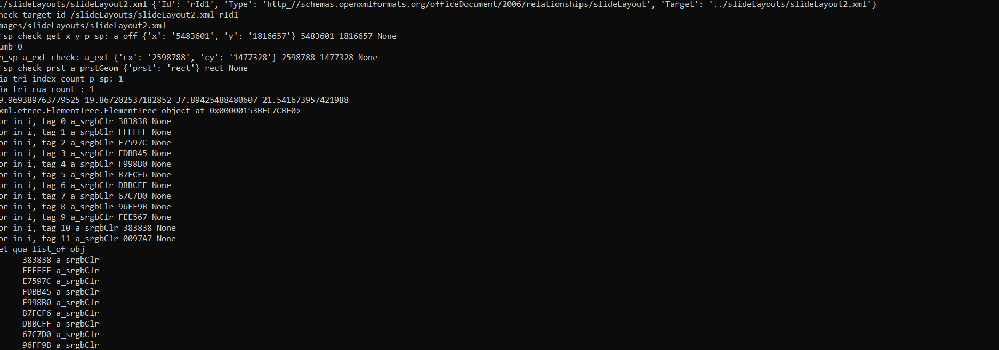 ./slideLayouts/slideLayout2.xml {'Id': 'rId1', 'Type': 'http_//schemas.openxmlformats.org/officeDocument/2006/relationships/slideLayout', 'Target': '../slideLayouts/slideLayout2.xml'}
heck target-id /slideLayouts/slideLayout2.xml rId1
mages/slideLayouts/slideLayout2.xml
_sp check get x y p_sp: a_off {'x': '5483601', 'y': '1816657'} 5483601 1816657 None
umb 0
p_sp a_ext check: a_ext {'cx': '2598788', 'cy': '1477328'} 2598788 1477328 None
_sp check prst a_prstGeom {'prst': 'rect'} rect None
ia tri index count p_sp: 1
ia tri cua count : 1
9.969389763779525 19.867202537182852 37.89425488480607 21.541673957421988
xml.etree.ElementTree.ElementTree object at 0x00000153BEC7CBE0>
or in i, tag 0 a_srgbClr 383838 None
or in i, tag 1 a_srgbClr FFFFFF None
or in i, tag 2 a_srgbClr E7597C None
or in i, tag 3 a_srgbClr FDBB45 None
or in i, tag 4 a_srgbClr F998B0 None
or in i, tag 5 a_srgbClr B7FCF6 None
or in i, tag 6 a_srgbClr DBBCFF None
or in i, tag 7 a_srgbClr 67C7D0 None
or in i, tag 8 a_srgbClr 96FF9B None
or in i, tag 9 a_srgbClr FEE567 None
or in i, tag 10 a_srgbClr 383838 None
or in i, tag 11 a_srgbClr 0097A7 None
et qua list_of obj
383838 a_srgbClr
FFFFFF a_srgbClr
E7597C a_srgbClr
FDBB45 a_srgbClr
F998B0 a_srgbClr
B7FCF6 a_srgbClr
DBBCFF a_srgbClr
67C7D0 a_srgbClr
96FF9B a_srgbClr